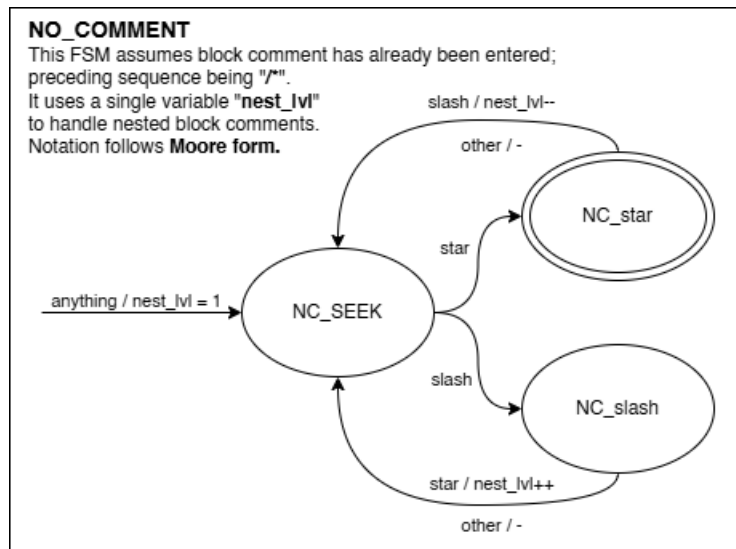 NO_COMMENT
This FSM assumes block comment has already been entered;
preceding sequence being "/*".
It uses a single variable "nest_lvl"
to handle nested block comments.
Notation follows Moore form.
slash / nest_lvl--
other / -
NC_star
star
anything / nest_lvl = 1
NC_SEEK
slash
NC_slash
star / nest_lvl++
other / -